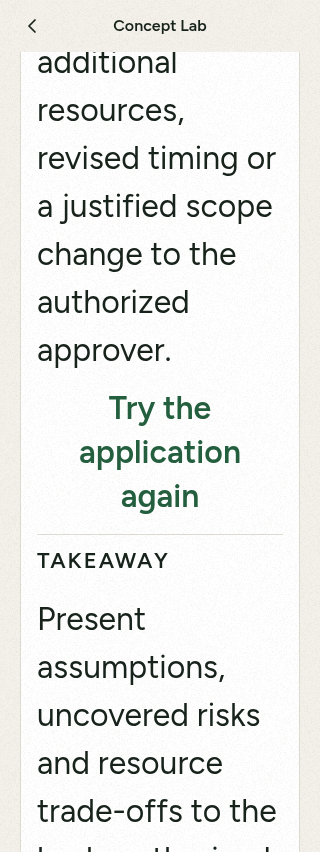 Concept Lab
additional
resources,
revised timing or
a justified scope
change to the
authorized
approver.
Try the
application
again
TAKEAWAY
Present
assumptions,
uncovered risks
and resource
trade-offs to the